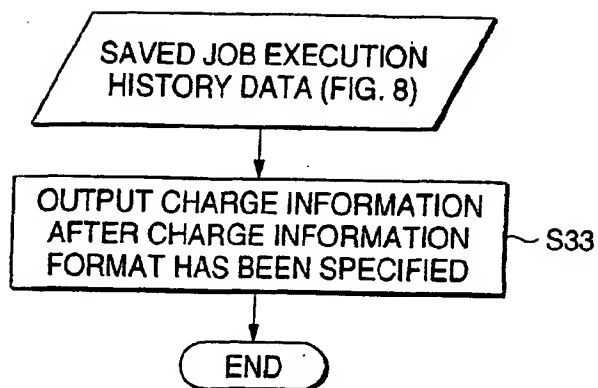 SAVED JOB EXECUTION
HISTORY DATA (FIG. 8)
OUTPUT CHARGE INFORMATION
AFTER CHARGE INFORMATION
FORMAT HAS BEEN SPECIFIED
S33
END